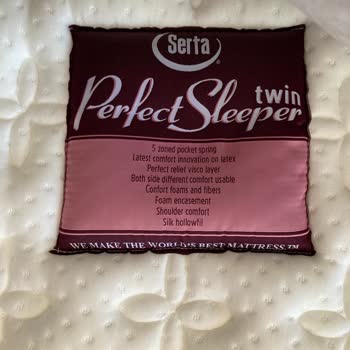 Serta®
twin
Perfect Sleeper
5 zoned pocket spring
Latest comfort innovation on latex
Perfect relief visco layer
Both side different comfort usable
Confort foams and fibers
Foam encasement
Shoulder comfort
Silk hollowfil
WE MAKE THE WORLD'S BEST MATTRESS ™